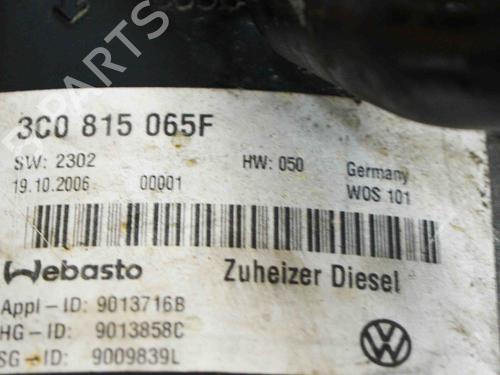 3C0 815 065F
SW: 2302 HW: 050 Germany
19.10.2006 00001 WOS 101
Webasto Zuheizer Diesel
Appl-ID: 9013716B
HG-ID: 9013858C
SG-ID: 9009839L